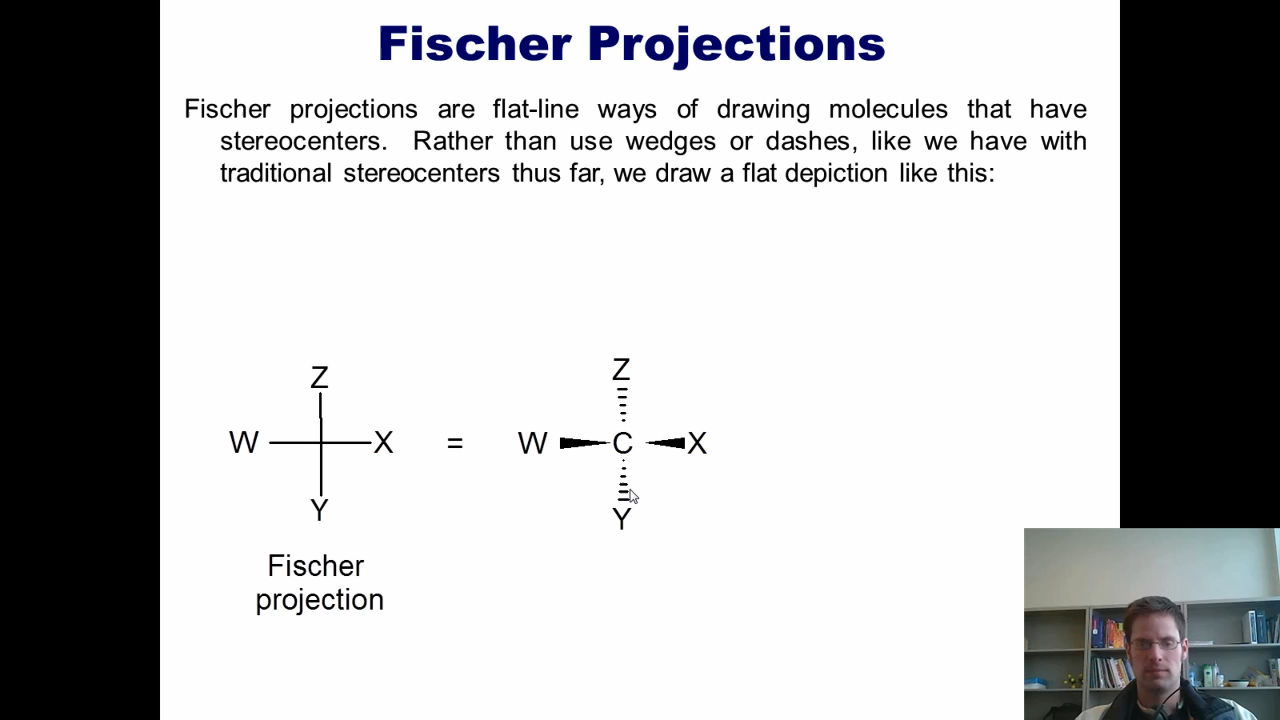 Fischer Projections
Fischer projections are flat-line ways of drawing molecules that have
stereocenters. Rather than use wedges or dashes, like we have with
traditional stereocenters thus far, we draw a flat depiction like this:
Z Z
W X = W C X
Y Y
Fischer
projection